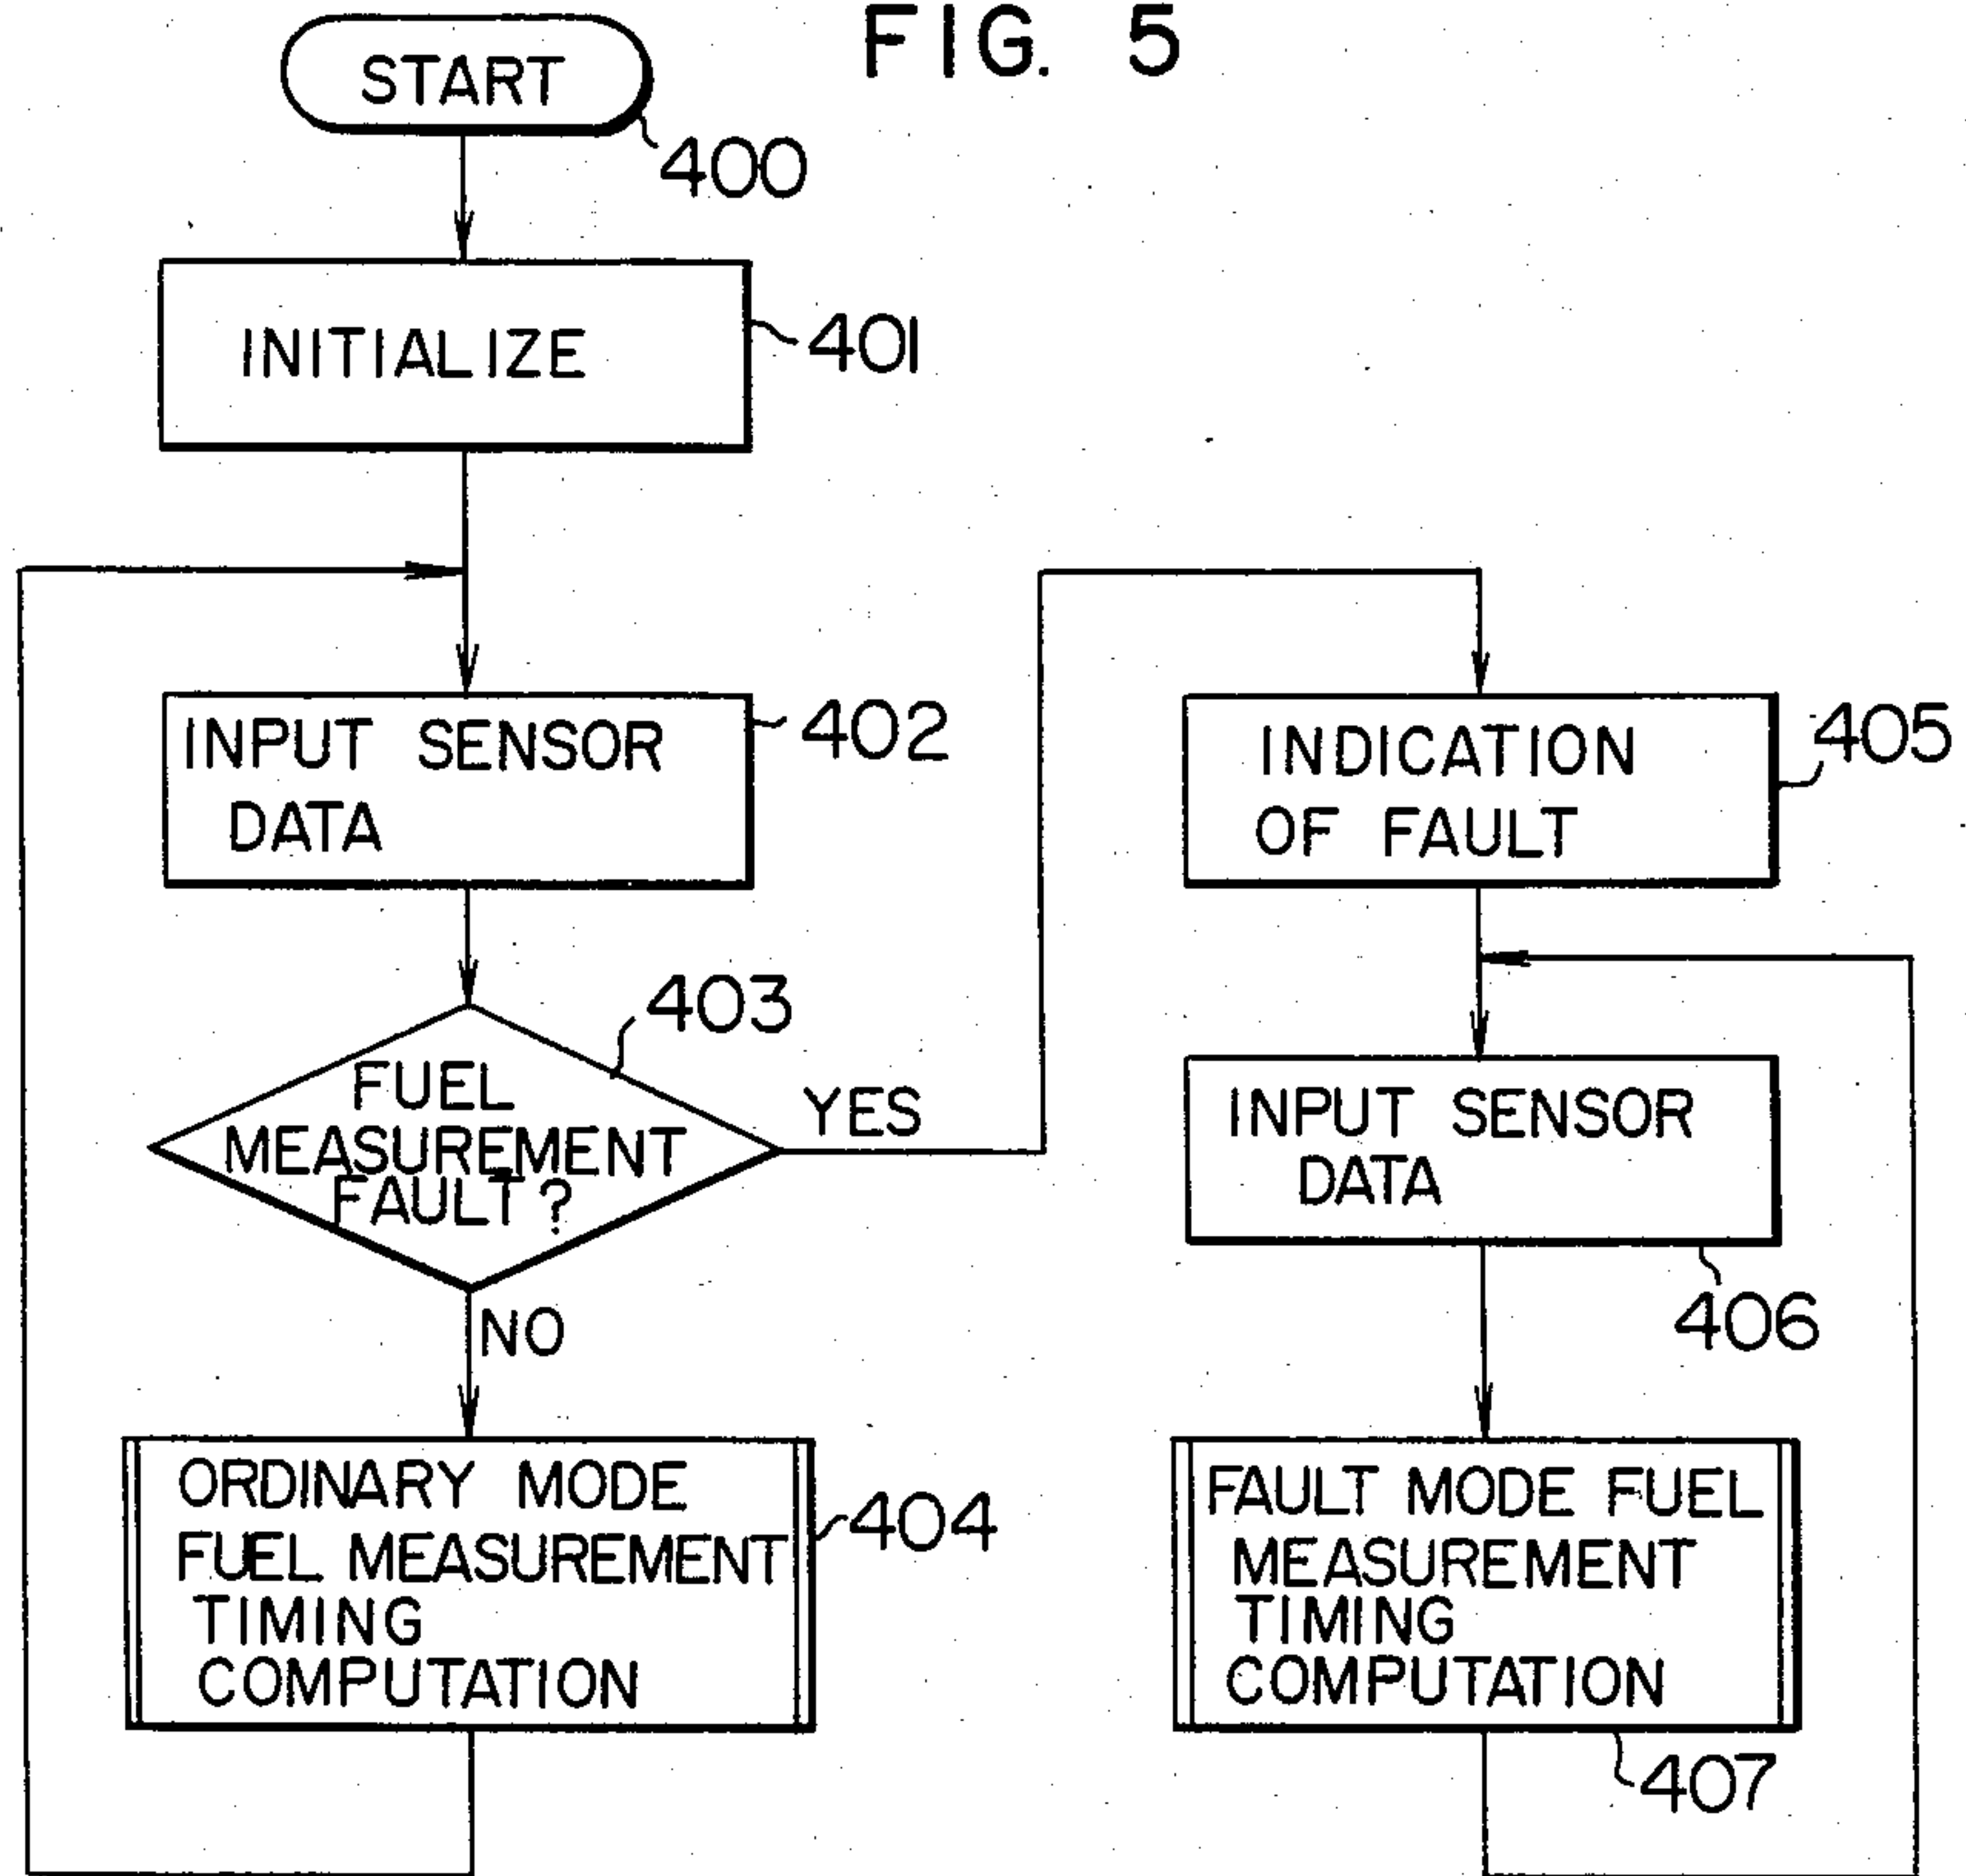 FIG. 5
START
400
INITIALIZE
401
INPUT SENSOR
DATA
402
FUEL
MEASUREMENT
FAULT?
403
YES
NO
ORDINARY MODE
FUEL MEASUREMENT
TIMING
COMPUTATION
404
INDICATION
OF FAULT
405
INPUT SENSOR
DATA
406
FAULT MODE FUEL
MEASUREMENT
TIMING
COMPUTATION
407